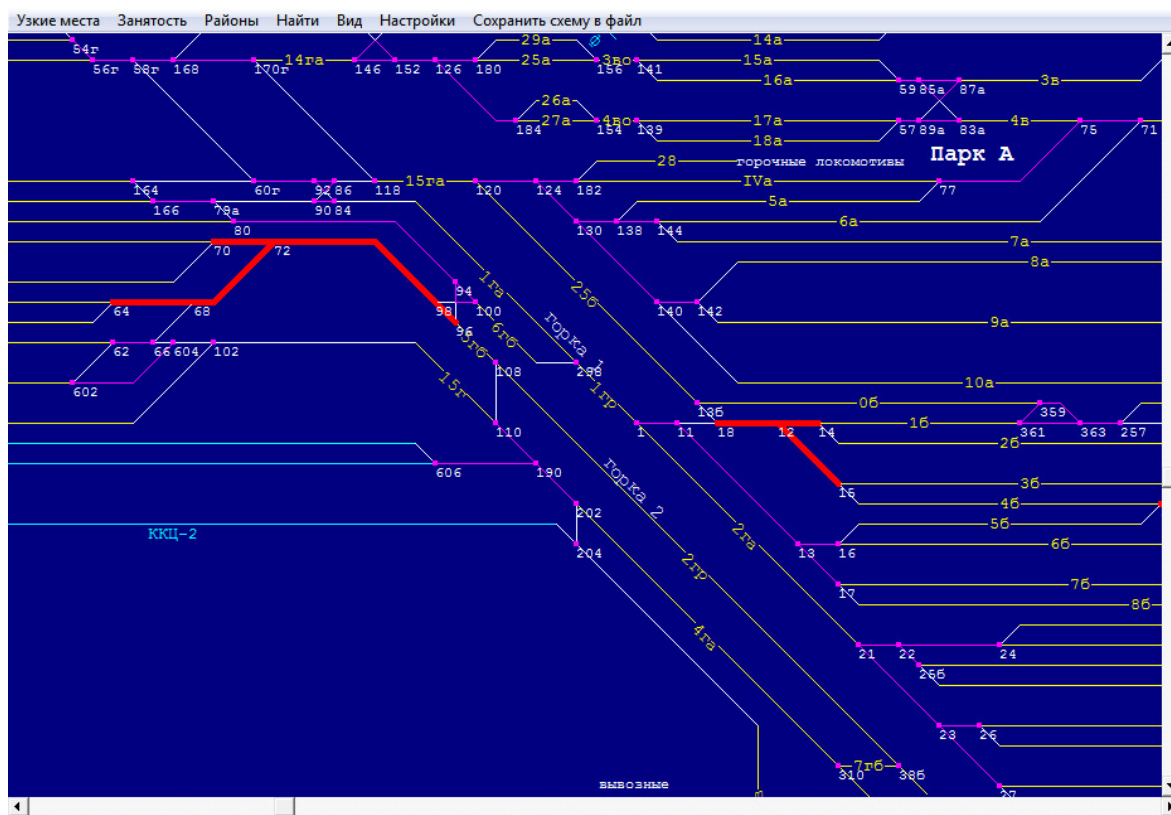 Узкие места Занятость Районы Найти Вид Настройки Сохранить схему в файл
29а 14а
94г
56г 58г 168 170г 14га 146 152 126 180 25а 156 3во 141 15а
16а 59 85а 87а 3в
26а
184 27а 154 4во 139 17а 57 89а 83а 4в 75 71
18а
28 горочные локомотивы Парк А
164 60г 92 86 118 15га 120 124 182 IVа 77
166 79а 90 84 5а
80 130 138 144 6а
70 72 7а
94 1га 25б 8а
64 68 98 100 140 142
96 6гб горка 1 9а
62 66 604 102 3гб
602 15г 108 298 10а
1гр 13б 0б 359
110 1 11 18 12 14 1б 361 363 257
2б
606 190 горка 2 15 3б
4б
202 5б
ККЦ-2 204 2гр 2га 13 16 6б
17 7б
8б
4га 21 22 24
25б
23 26
310 7гб 38б
вывозные 27